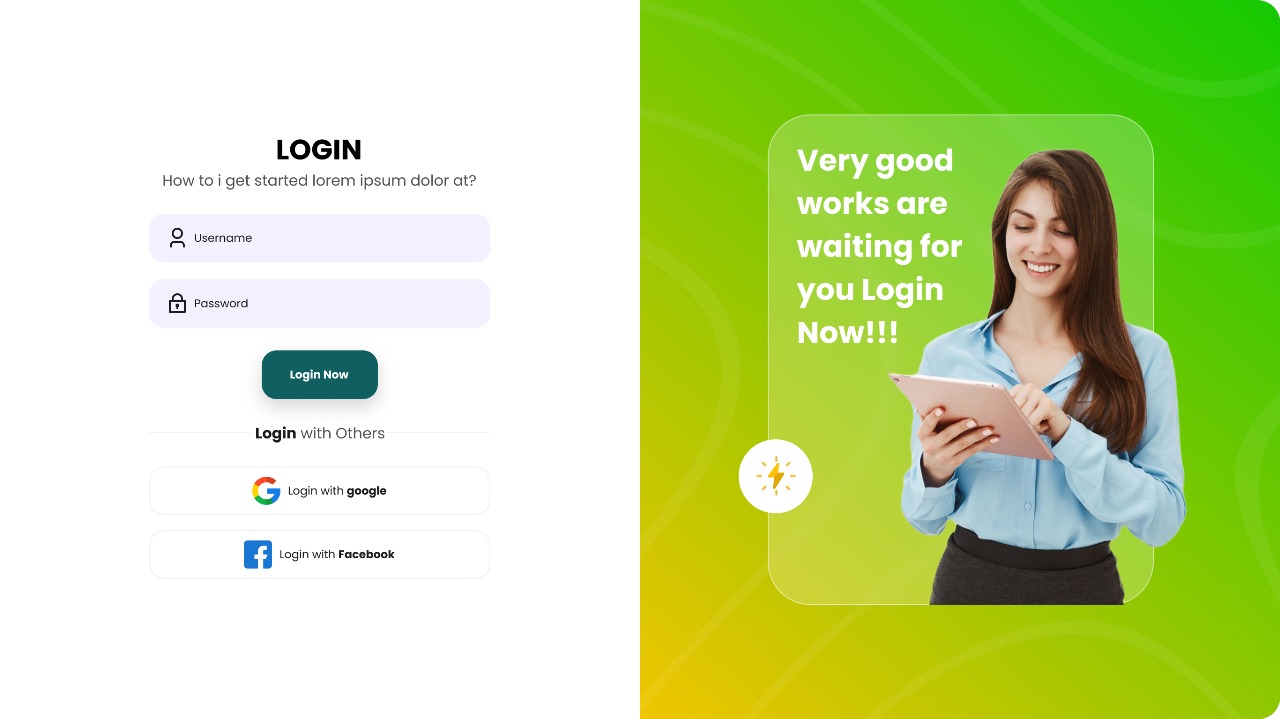 LOGIN
How to i get started lorem ipsum dolor at?
Username
Password
Login Now
Login with Others
Login with google
Login with Facebook
Very good
works are
waiting for
you Login
Now!!!